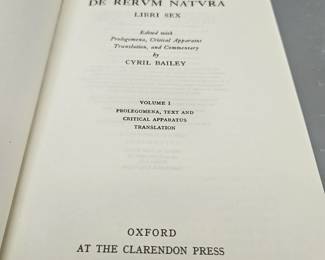 DE RERVM NATVRA
LIBRI SEX
Edited with
Prolegomena, Critical Apparatus
Translation, and Commentary
by
CYRIL BAILEY
VOLUME I
PROLEGOMENA, TEXT AND
CRITICAL APPARATUS
TRANSLATION
OXFORD
AT THE CLARENDON PRESS